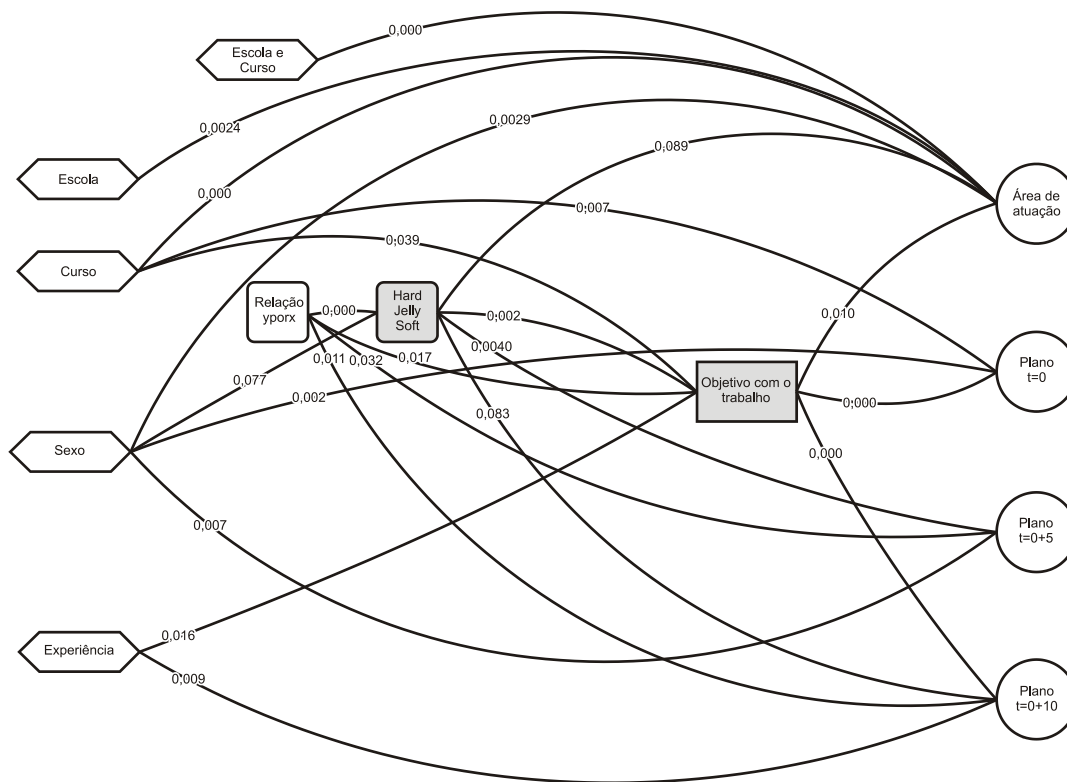 0,000
Escola e
Curso
0,0024
0,0029
0,089
Escola
0,000
Área de
atuação
0,007
0,039
Curso
Hard
Jelly
Soft
Relação
yporx
0,000
0,002
0,010
0,0040
0,011
0,032
0,017
Plano
t=0
0,077
Objetivo com o
trabalho
0,002
0,000
0,083
Sexo
0,000
0,007
Plano
t=0+5
0,016
Experiência
0,009
Plano
t=0+10